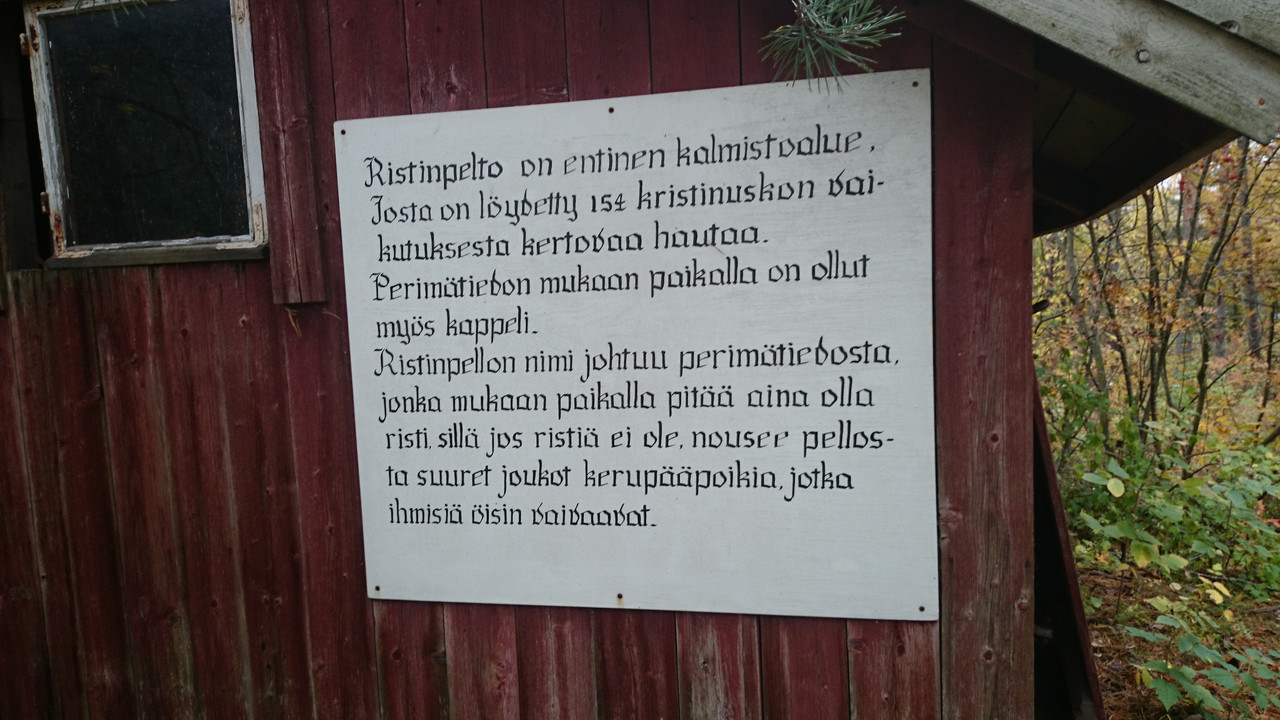 Ristinpelto on entinen kalmistoalue,
Josta on löydetty 154 kristinuskon vai-
kutuksesta kertovaa hautaa.
Perimätiedon mukaan paikalla on ollut
myös kappeli.
Ristinpellon nimi johtuu perimätiedosta,
jonka mukaan paikalla pitää aina olla
risti, sillä jos ristiä ei ole, nousee pellos-
ta suuret joukot kerupääpoikia, jotka
ihmisiä öisin vaivaavat.